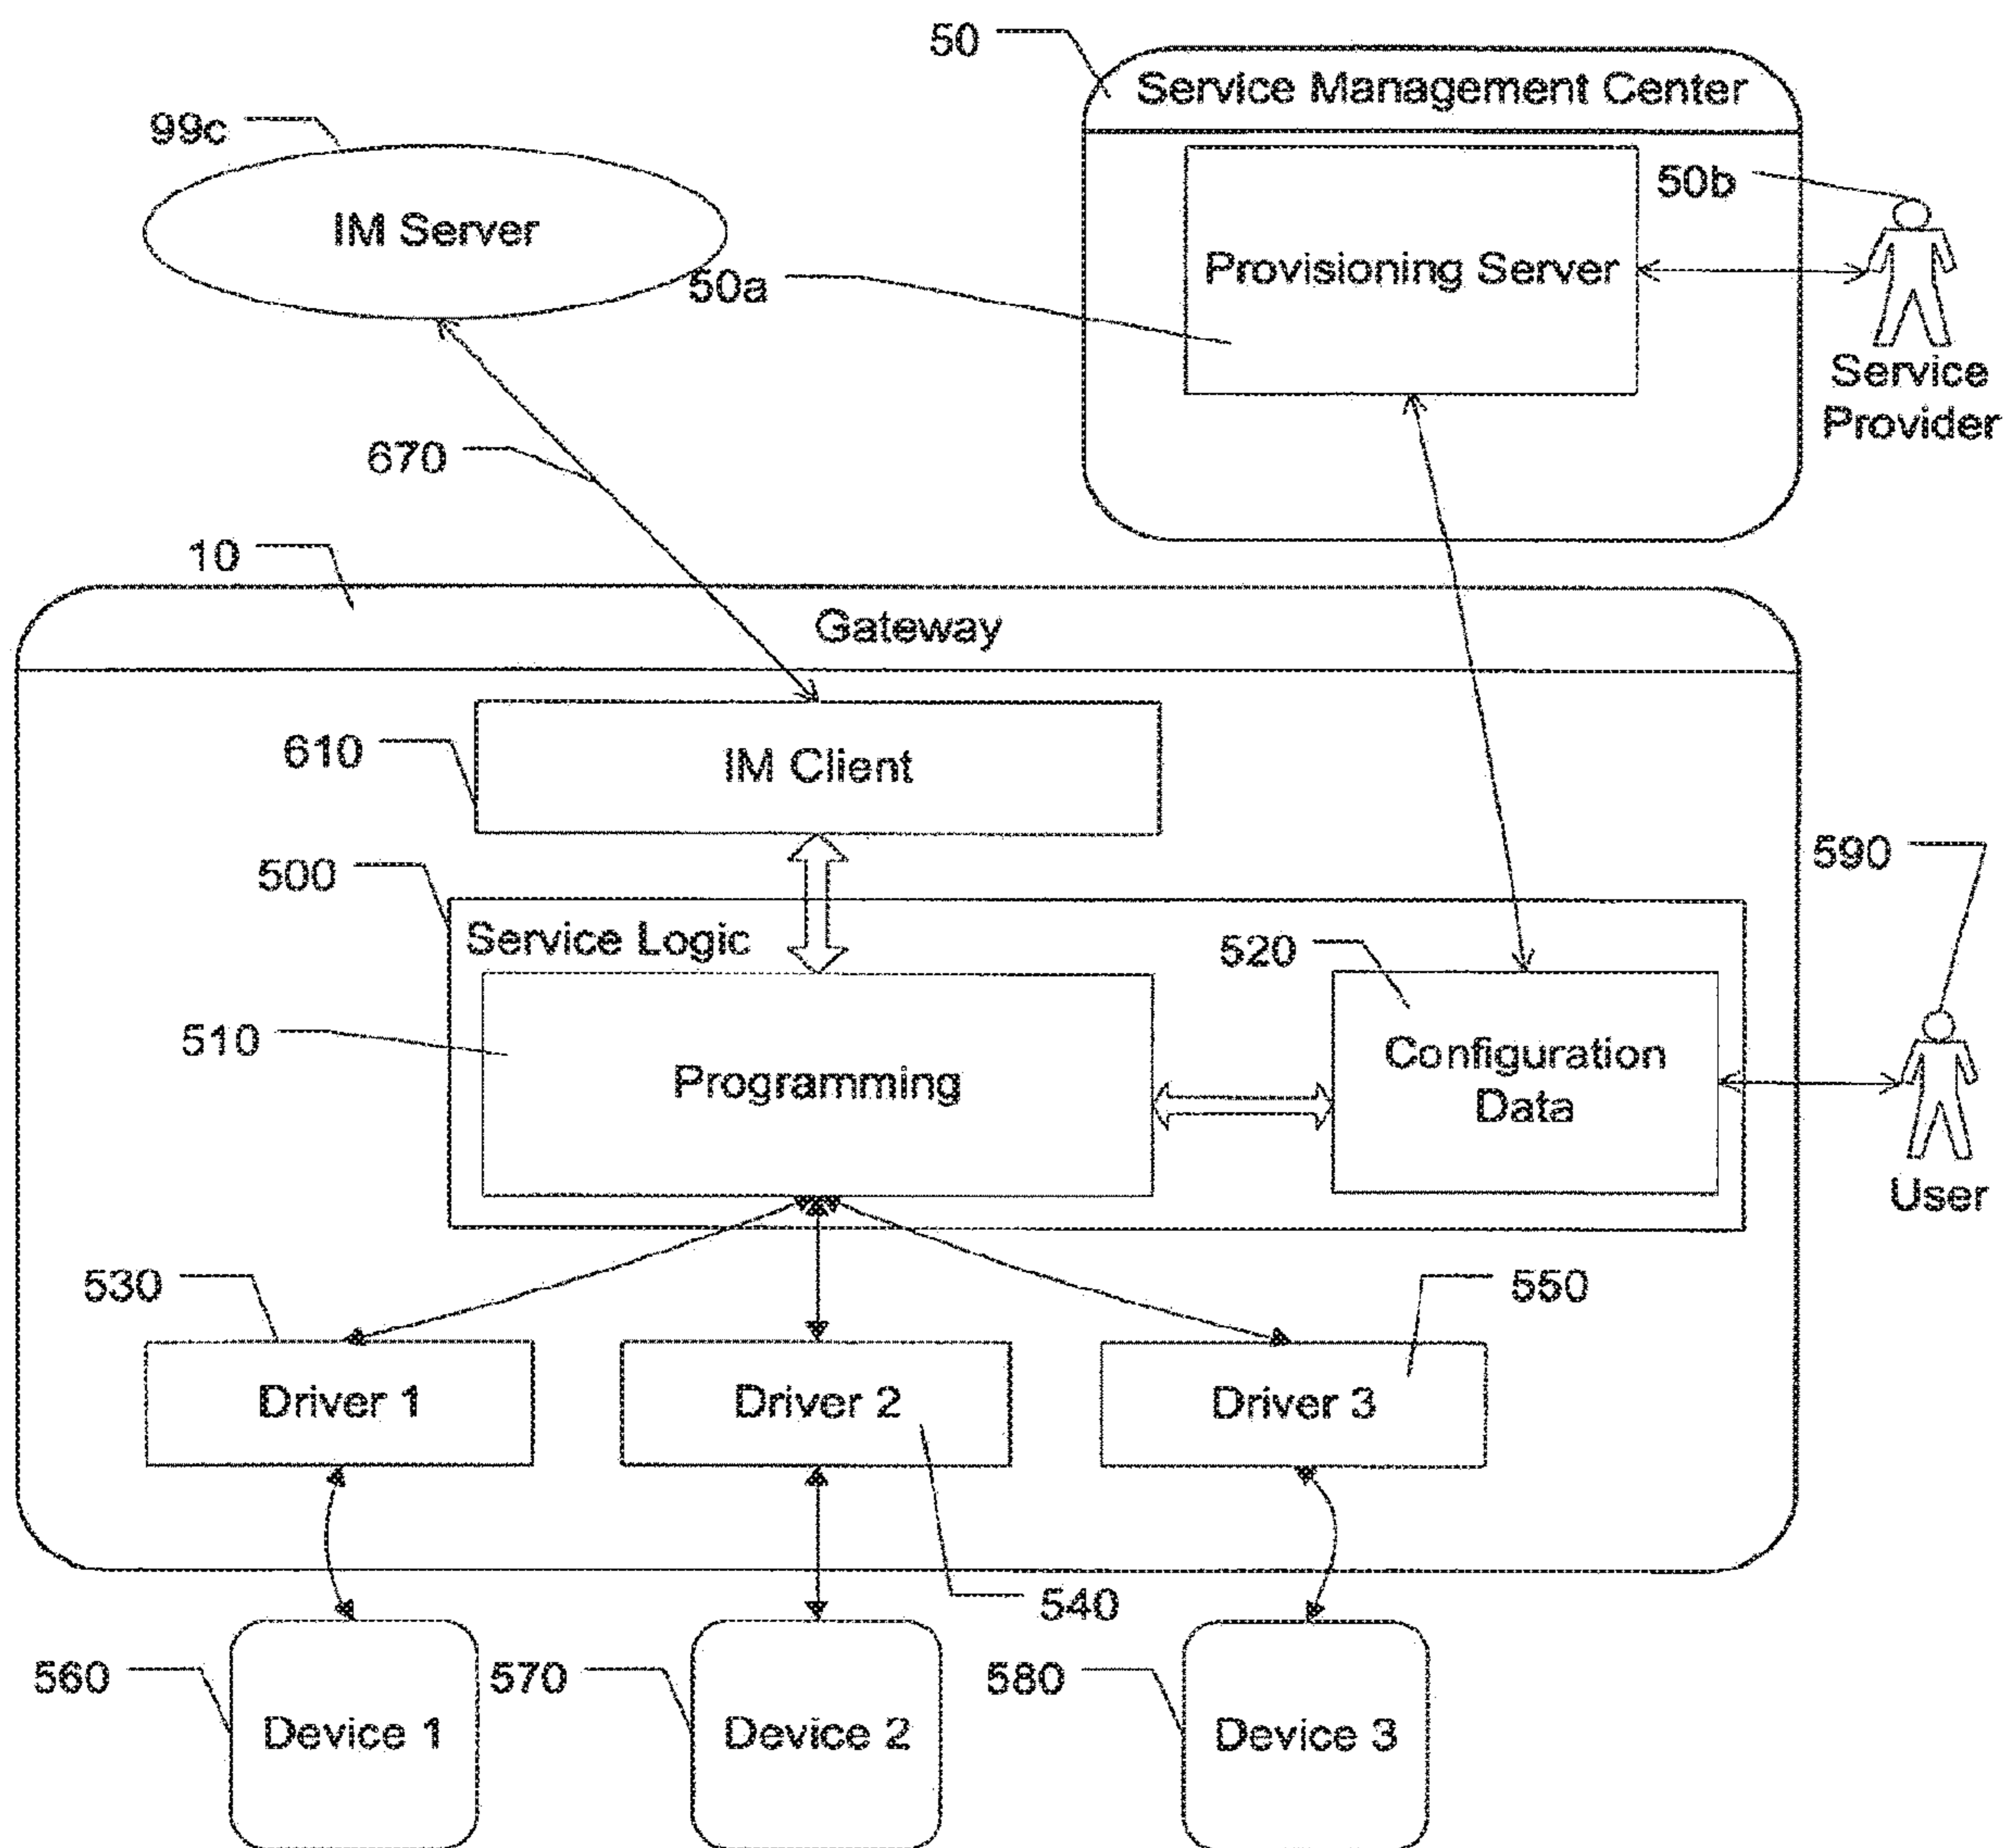 50
Service Management Center
99c
50b
IM Server
Provisioning Server
50a
Service
Provider
670
10
Gateway
610
IM Client
590
500
Service Logic
520
510
Programming
Configuration
Data
User
530
550
Driver 1
Driver 2
Driver 3
540
560
570
580
Device 1
Device 2
Device 3